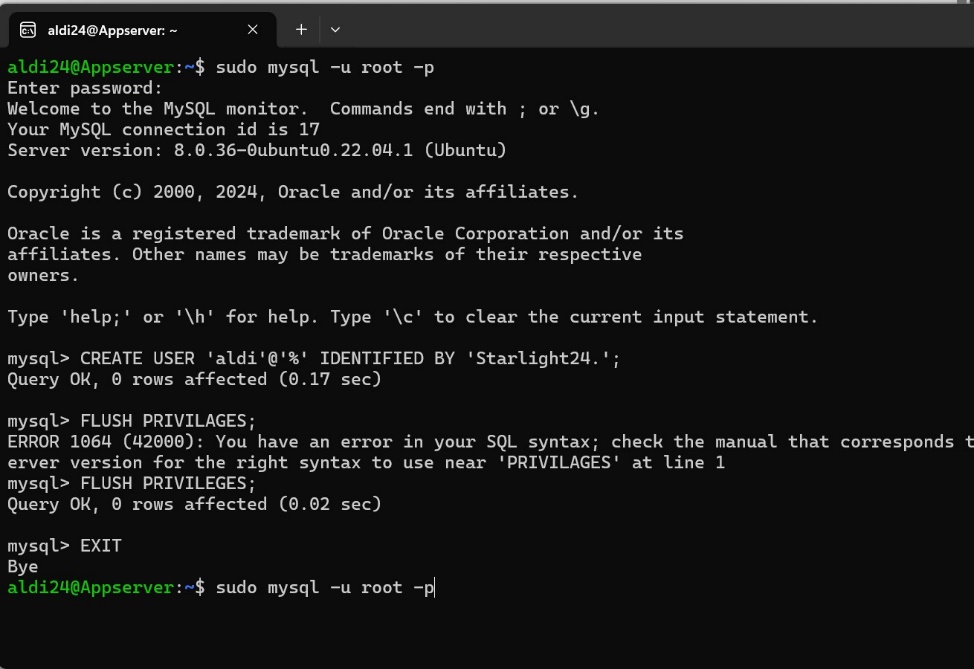 aldi24@Appserver: ~
aldi24@Appserver:~$ sudo mysql -u root -p
Enter password:
Welcome to the MySQL monitor.  Commands end with ; or \g.
Your MySQL connection id is 17
Server version: 8.0.36-0ubuntu0.22.04.1 (Ubuntu)
Copyright (c) 2000, 2024, Oracle and/or its affiliates.
Oracle is a registered trademark of Oracle Corporation and/or its
affiliates. Other names may be trademarks of their respective
owners.
Type 'help;' or '\h' for help. Type '\c' to clear the current input statement.
mysql> CREATE USER 'aldi'@'%' IDENTIFIED BY 'Starlight24.';
Query OK, 0 rows affected (0.17 sec)
mysql> FLUSH PRIVILAGES;
ERROR 1064 (42000): You have an error in your SQL syntax; check the manual that corresponds t
erver version for the right syntax to use near 'PRIVILAGES' at line 1
mysql> FLUSH PRIVILEGES;
Query OK, 0 rows affected (0.02 sec)
mysql> EXIT
Bye
aldi24@Appserver:~$ sudo mysql -u root -p